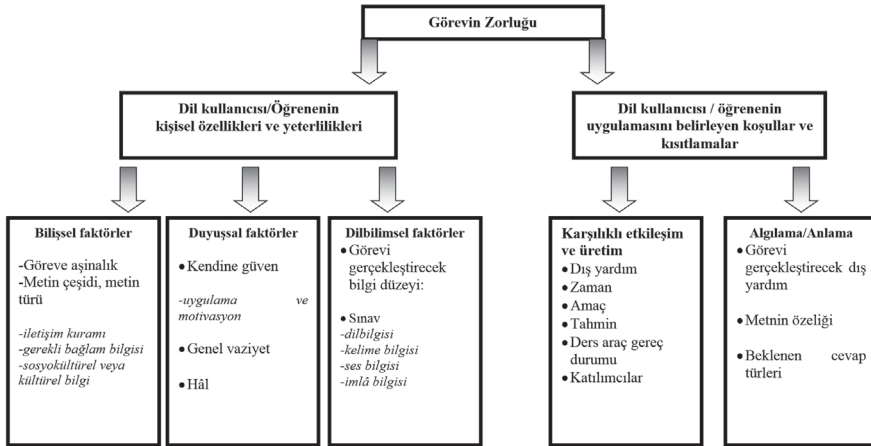 Görevin Zorluğu
Dil kullanıcısı/Öğrenenin
kişisel özellikleri ve yeterlilikleri
Dil kullanıcısı / öğrenenin
uygulamasını belirleyen koşullar ve
kısıtlamalar
Bilişsel faktörler
-Göreve aşinalık
-Metin çeşidi, metin
türü
-iletişim kuramı
-gerekli bağlam bilgisi
-sosyokültürel veya
kültürel bilgi
Duyuşsal faktörler
• Kendine güven
-uygulama ve
motivasyon
• Genel vaziyet
• Hâl
Dilbilimsel faktörler
• Görevi
gerçekleştirecek
bilgi düzeyi:
• Sınav
-dilbilgisi
-kelime bilgisi
-ses bilgisi
-imlâ bilgisi
Karşılıklı etkileşim
ve üretim
• Dış yardım
• Zaman
• Amaç
• Tahmin
• Ders araç gereç
durumu
• Katılımcılar
Algılama/Anlama
• Görevi
gerçekleştirecek dış
yardım
• Metnin özeliği
• Beklenen cevap
türleri